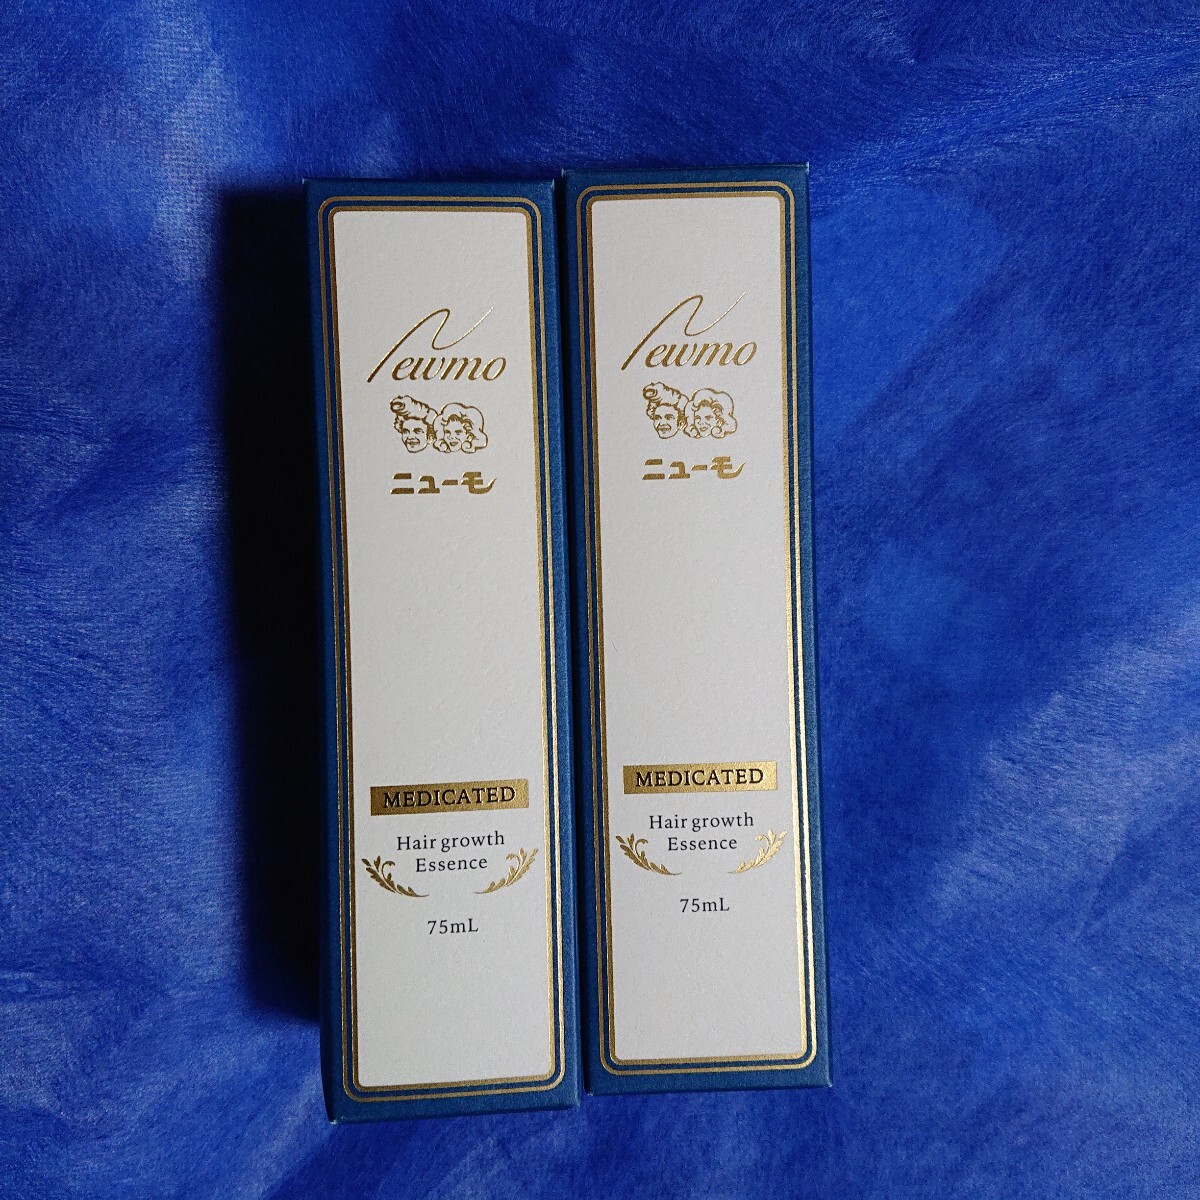 Newmo
ニューモ
MEDICATED
Hair growth
Essence
75mL
Newmo
ニューモ
MEDICATED
Hair growth
Essence
75mL